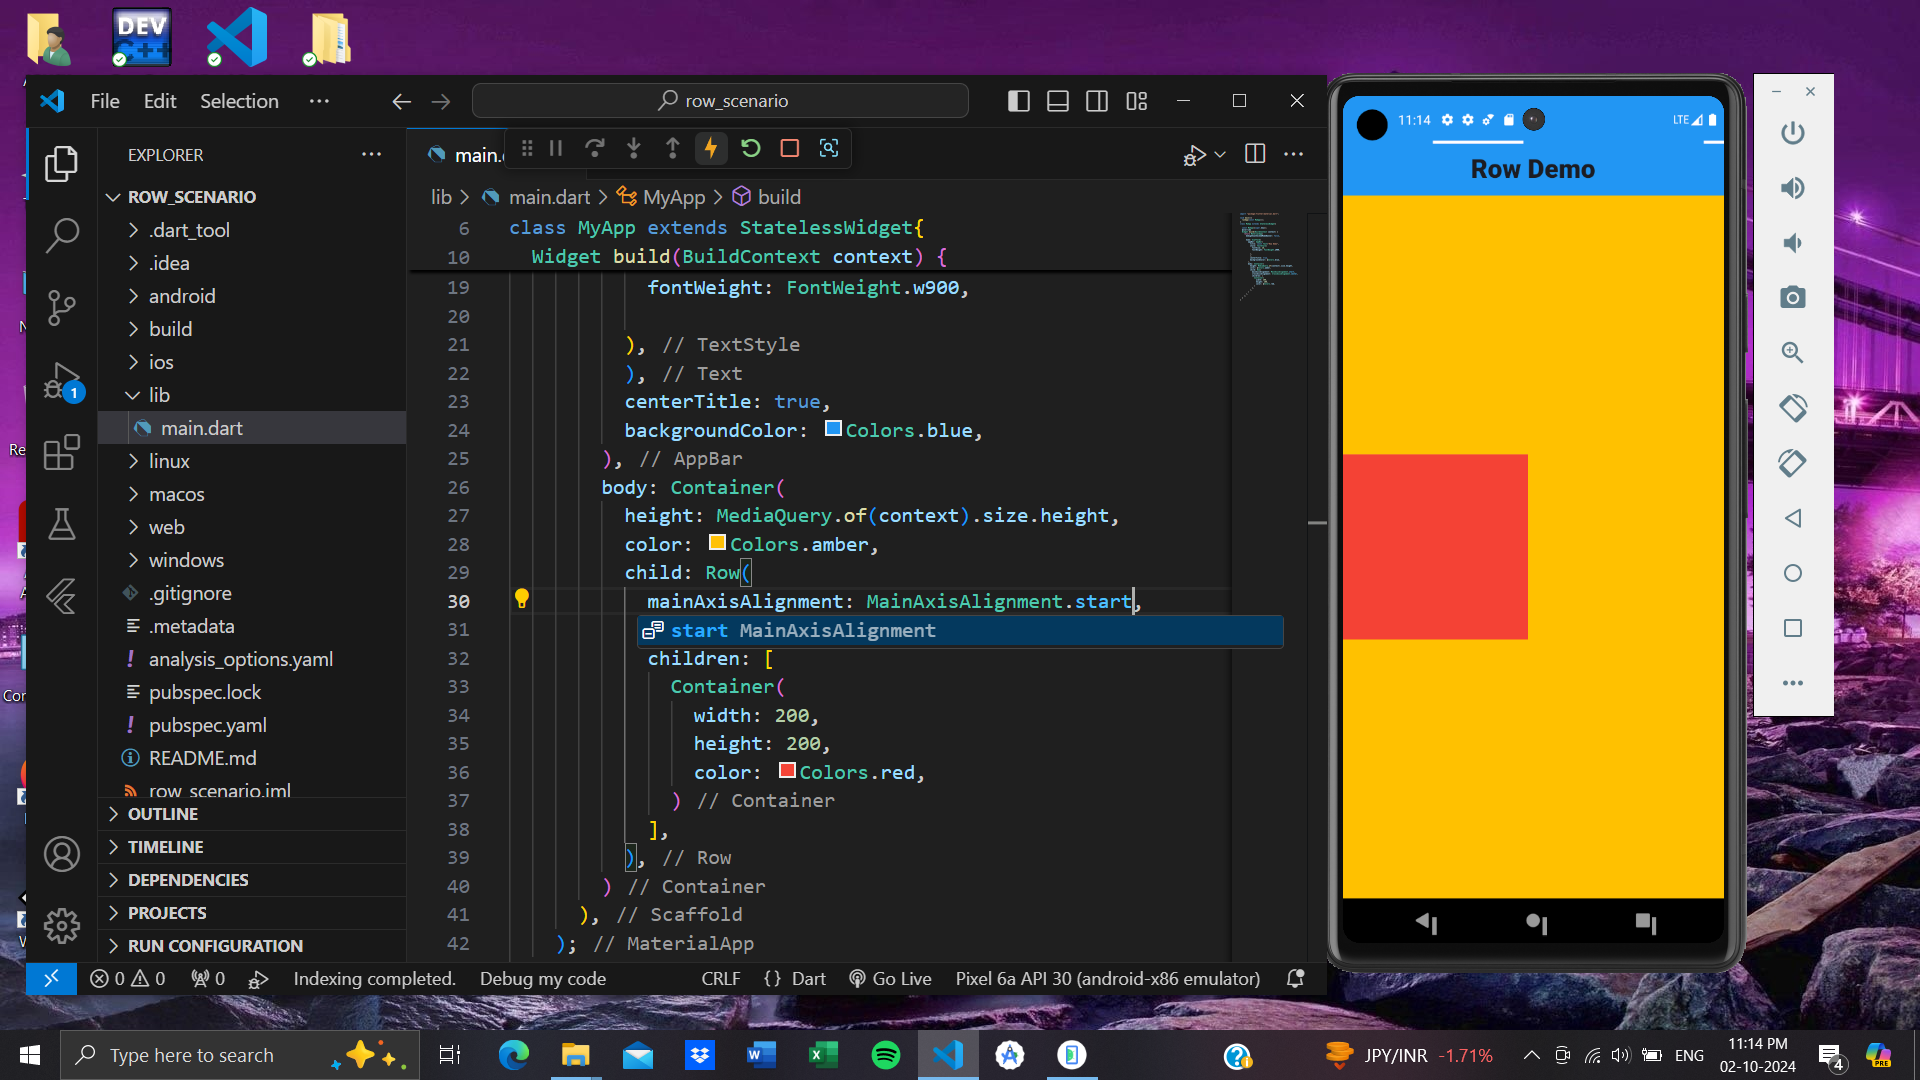 DEV
C++
File Edit Selection ...
row_scenario
EXPLORER
ROW_SCENARIO
.dart_tool
.idea
android
build
ios
lib
main.dart
linux
macos
web
windows
.gitignore
.metadata
analysis_options.yaml
pubspec.lock
pubspec.yaml
README.md
row_scenario.iml
OUTLINE
TIMELINE
DEPENDENCIES
PROJECTS
RUN CONFIGURATION
1
main.
lib > main.dart > MyApp > build
6 class MyApp extends StatelessWidget{
10 Widget build(BuildContext context) {
19 fontWeight: FontWeight.w900,
20
21 ), // TextStyle
22 ), // Text
23 centerTitle: true,
24 backgroundColor: Colors.blue,
25 ), // AppBar
26 body: Container(
27 height: MediaQuery.of(context).size.height,
28 color: Colors.amber,
29 child: Row(
30 mainAxisAlignment: MainAxisAlignment.start,
31 start MainAxisAlignment
32 children: [
33 Container(
34 width: 200,
35 height: 200,
36 color: Colors.red,
37 ) // Container
38 ],
39 ), // Row
40 ) // Container
41 ), // Scaffold
42 ); // MaterialApp
0 0 0 Indexing completed. Debug my code CRLF {} Dart Go Live Pixel 6a API 30 (android-x86 emulator)
11:14 LTE
Row Demo
Type here to search
JPY/INR -1.71%
ENG
11:14 PM
02-10-2024
4
PRE